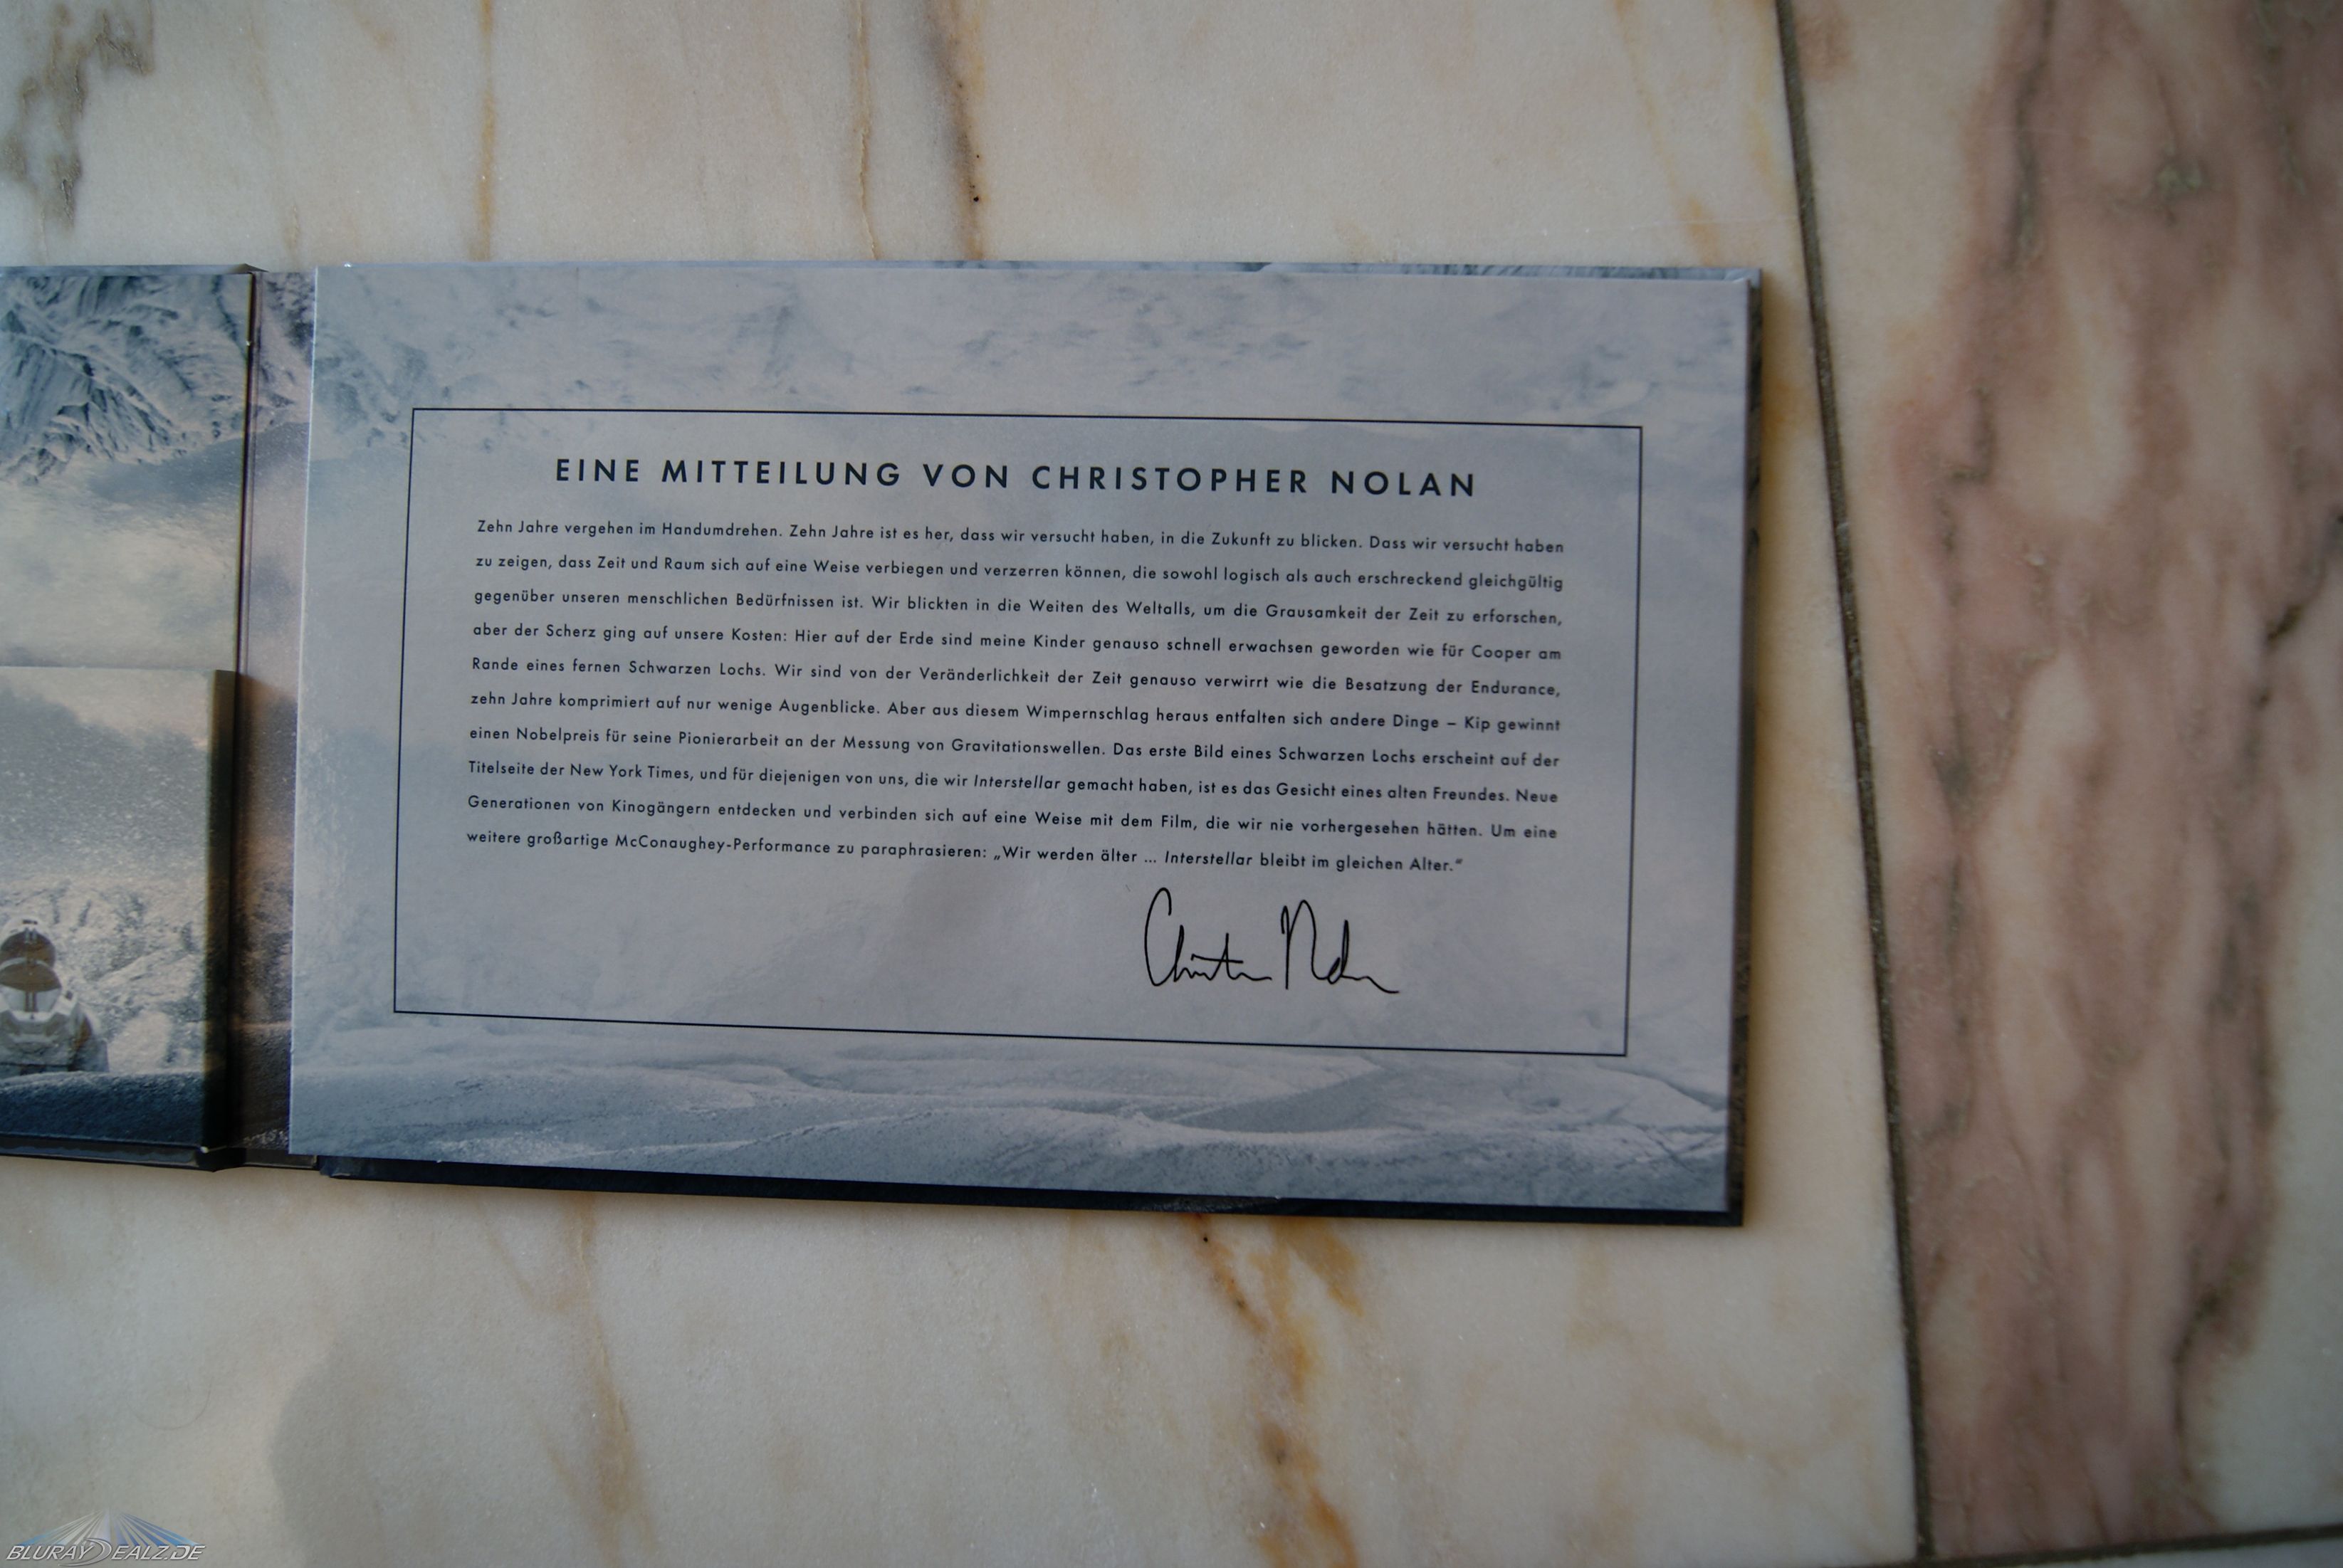 EINE MITTEILUNG VON CHRISTOPHER NOLAN
Zehn Jahre vergehen im Handumdrehen. Zehn Jahre ist es her, dass wir versucht haben, in die Zukunft zu blicken. Dass wir versucht haben
zu zeigen, dass Zeit und Raum sich auf eine Weise verbiegen und verzerren können, die sowohl logisch als auch erschreckend gleichgültig
gegenüber unseren menschlichen Bedürfnissen ist. Wir blickten in die Weiten des Weltalls, um die Grausamkeit der Zeit zu erforschen,
aber der Scherz ging auf unsere Kosten: Hier auf der Erde sind meine Kinder genauso schnell erwachsen geworden wie für Cooper am
Rande eines fernen Schwarzen Lochs. Wir sind von der Veränderlichkeit der Zeit genauso verwirrt wie die Besatzung der Endurance,
zehn Jahre komprimiert auf nur wenige Augenblicke. Aber aus diesem Wimpernschlag heraus entfalten sich andere Dinge – Kip gewinnt
einen Nobelpreis für seine Pionierarbeit an der Messung von Gravitationswellen. Das erste Bild eines Schwarzen Lochs erscheint auf der
Titelseite der New York Times, und für diejenigen von uns, die wir Interstellar gemacht haben, ist es das Gesicht eines alten Freundes. Neue
Generationen von Kinogängern entdecken und verbinden sich auf eine Weise mit dem Film, die wir nie vorhergesehen hätten. Um eine
weitere großartige McConaughey-Performance zu paraphrasieren: „Wir werden älter ... Interstellar bleibt im gleichen Alter.“
BLURAYDEALZ.DE